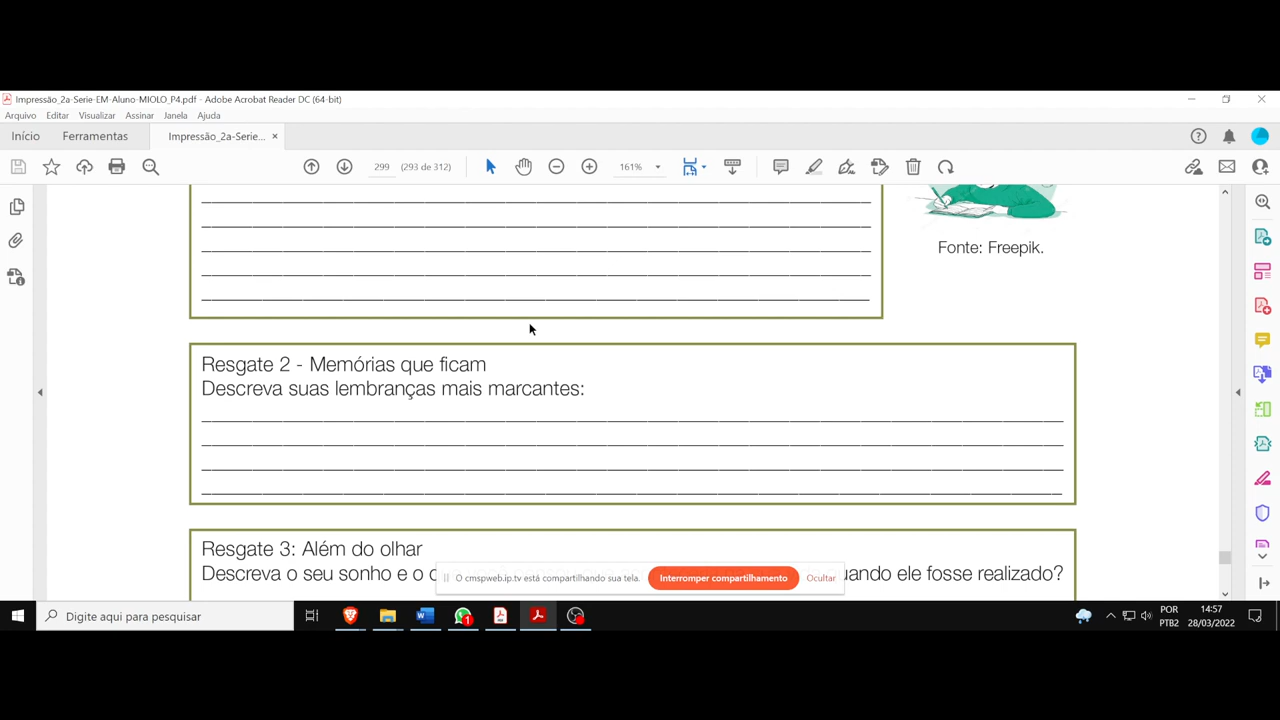 Impressão_2a-Serie-EM-Aluno-MIOLO_P4.pdf - Adobe Acrobat Reader DC (64-bit)
Arquivo Editar Visualizar Assinar Janela Ajuda
Início Ferramentas Impressão_2a-Serie... ×
299 (293 de 312) 161%
Fonte: Freepik.
Resgate 2 - Memórias que ficam
Descreva suas lembranças mais marcantes:
Resgate 3: Além do olhar
Descreva o seu sonho e o
uando ele fosse realizado?
O cmspweb.ip.tv está compartilhando sua tela. Interromper compartilhamento Ocultar
Digite aqui para pesquisar
1
POR
PTB2
14:57
28/03/2022